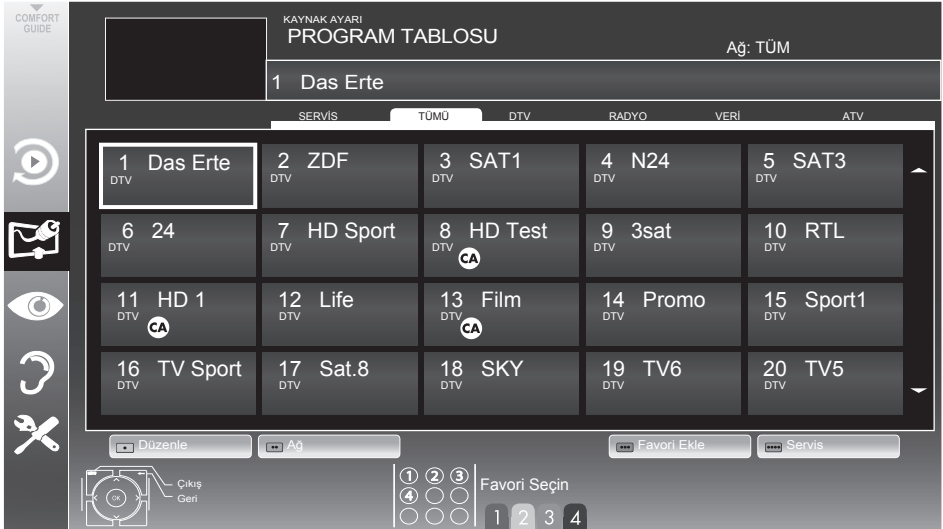 COMFORT
GUIDE
KAYNAK AYARI
PROGRAM TABLOSU
Ağ: TÜM
1 Das Erte
SERVİS TÜMÜ DTV RADYO VERİ ATV
1 Das Erte
DTV
2 ZDF
DTV
3 SAT1
DTV
4 N24
DTV
5 SAT3
DTV
6 24
DTV
7 HD Sport
DTV
8 HD Test
DTV
CA
9 3sat
DTV
10 RTL
DTV
11 HD 1
DTV
CA
12 Life
DTV
13 Film
DTV
CA
14 Promo
DTV
15 Sport1
DTV
16 TV Sport
DTV
17 Sat.8
DTV
18 SKY
DTV
19 TV6
DTV
20 TV5
DTV
Düzenle
Ağ
Favori Ekle
Servis
OK
Çıkış
Geri
1 2 3
4
Favori Seçin
1 2 3 4